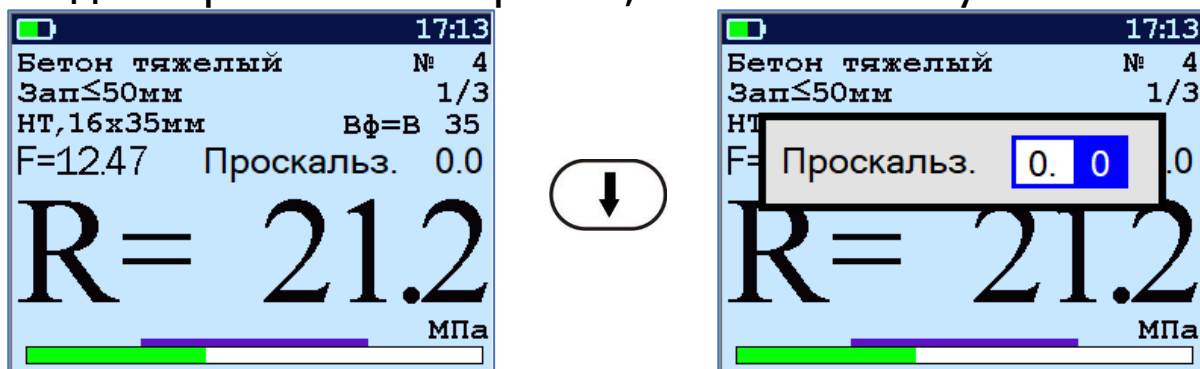 17:13
Бетон тяжелый № 4
Зап≤50мм 1/3
НТ,16х35мм Вф=В 35
F=12.47 Проскальз. 0.0
R= 21.2
МПа
17:13
Бетон тяжелый № 4
Зап≤50мм 1/3
НТ
F= Проскальз. 0. 0 .0
R= 21.2
МПа